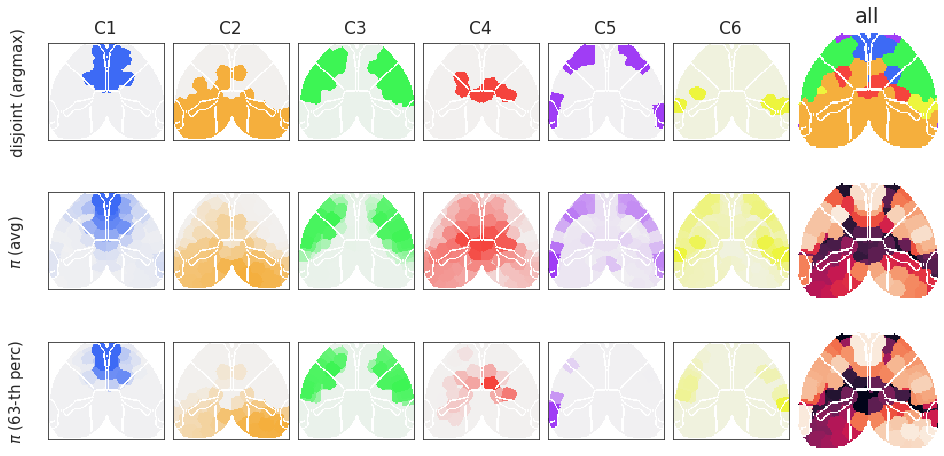 C1 C2 C3 C4 C5 C6 all
disjoint (argmax)
π (avg)
π (63-th perc)